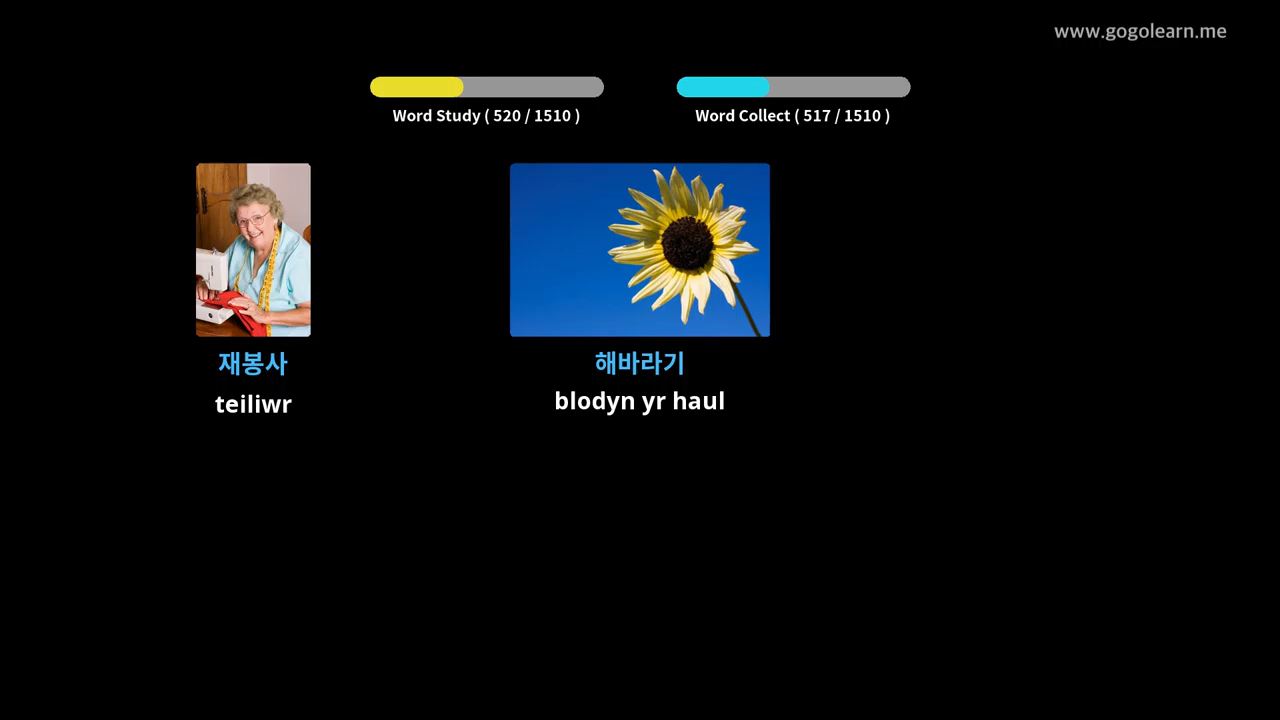 www.gogolearn.me
Word Study ( 520 / 1510 )
Word Collect ( 517 / 1510 )
재봉사
teiliwr
해바라기
blodyn yr haul